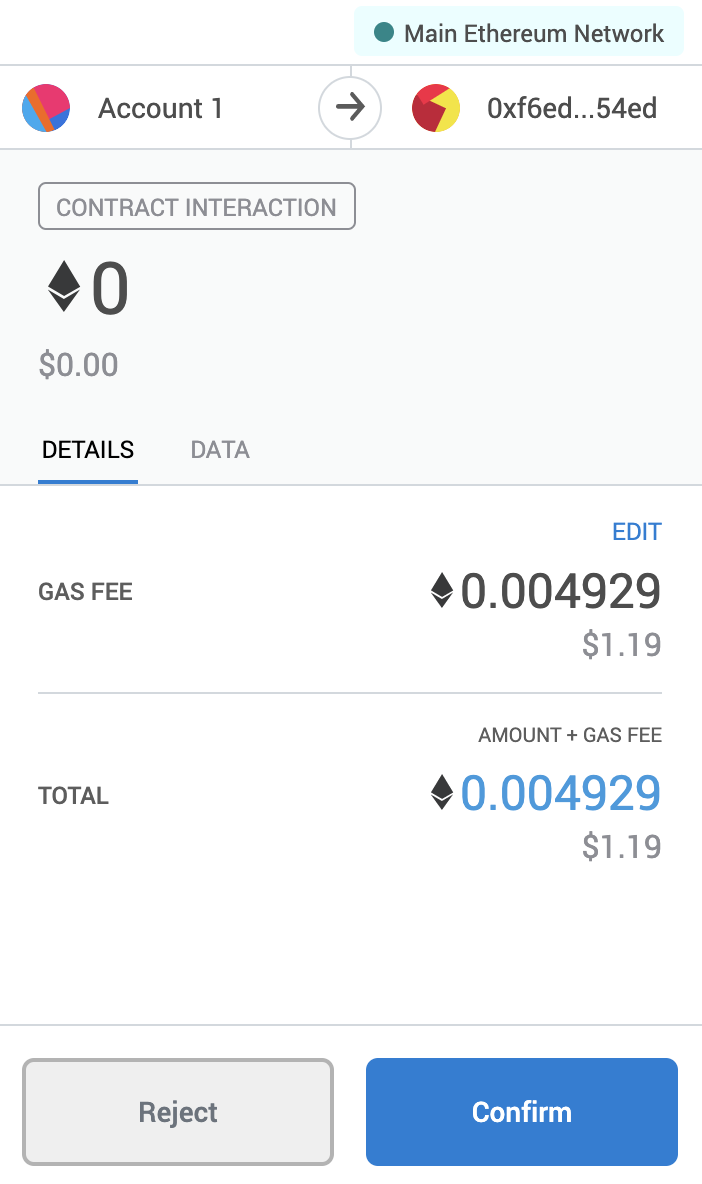 Main Ethereum Network
Account 1
0xf6ed...54ed
CONTRACT INTERACTION
0
$0.00
DETAILS DATA
EDIT
GAS FEE 0.004929
$1.19
AMOUNT + GAS FEE
TOTAL 0.004929
$1.19
Reject Confirm